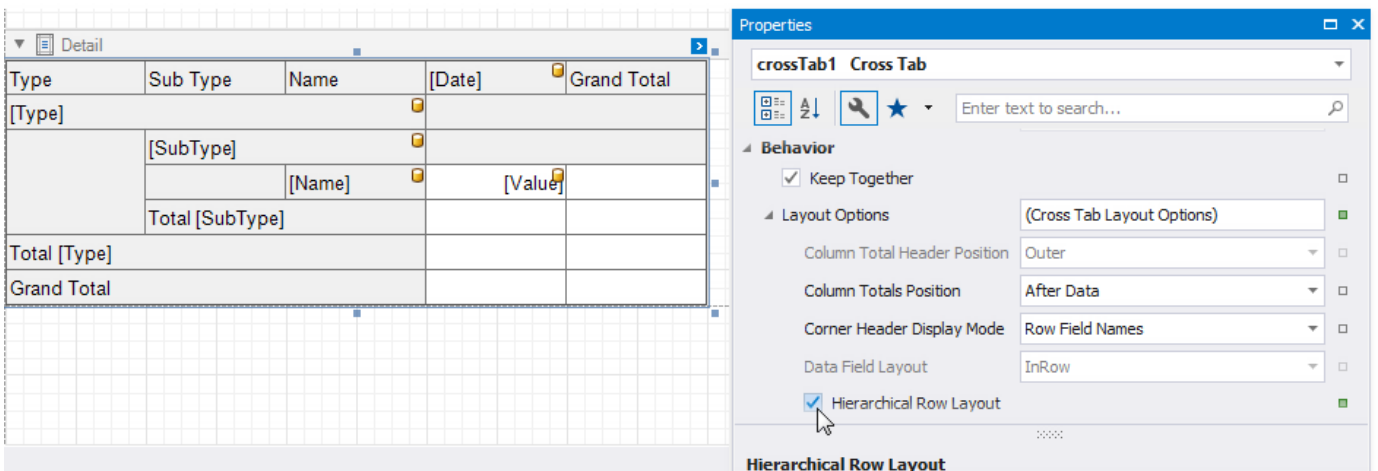 Detail
Type Sub Type Name [Date] Grand Total
[Type]
[SubType]
[Name] [Value]
Total [SubType]
Total [Type]
Grand Total
Properties
crossTab1 Cross Tab
Enter text to search...
Behavior
Keep Together
Layout Options (Cross Tab Layout Options)
Column Total Header Position Outer
Column Totals Position After Data
Corner Header Display Mode Row Field Names
Data Field Layout InRow
Hierarchical Row Layout
Hierarchical Row Layout